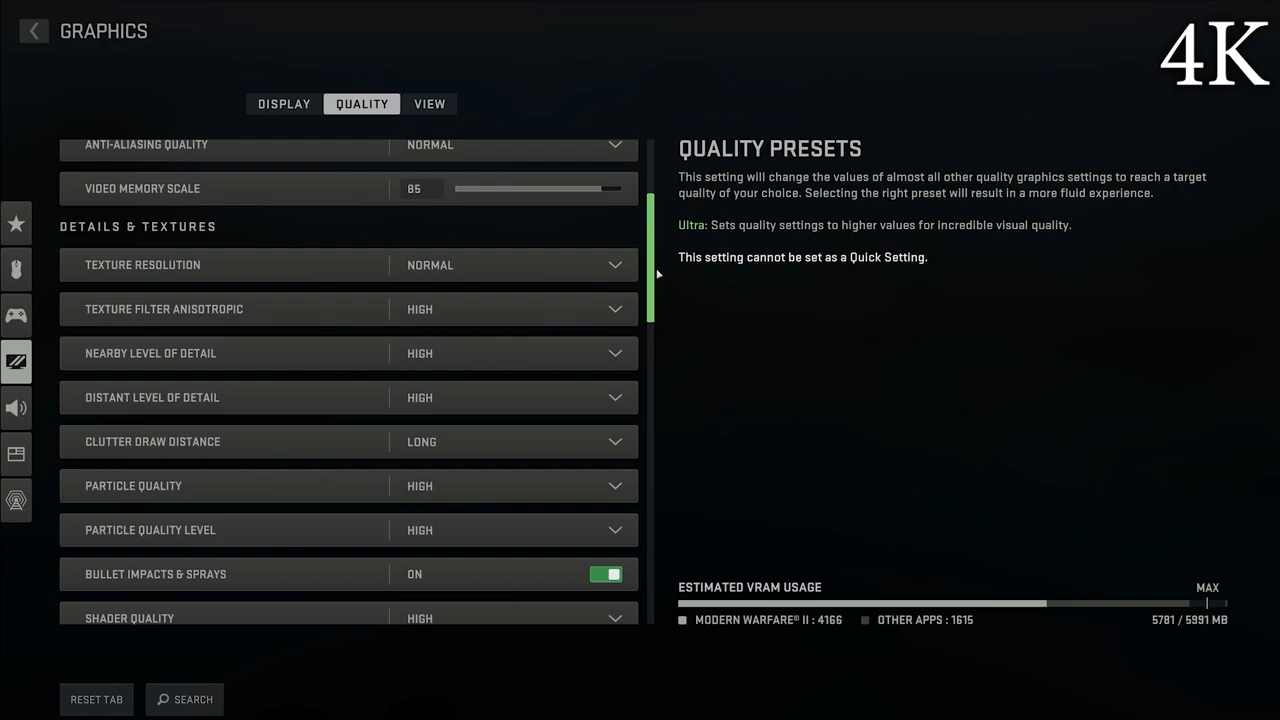 GRAPHICS
4K
DISPLAY QUALITY VIEW
ANTI-ALIASING QUALITY NORMAL
VIDEO MEMORY SCALE 85
DETAILS & TEXTURES
TEXTURE RESOLUTION NORMAL
TEXTURE FILTER ANISOTROPIC HIGH
NEARBY LEVEL OF DETAIL HIGH
DISTANT LEVEL OF DETAIL HIGH
CLUTTER DRAW DISTANCE LONG
PARTICLE QUALITY HIGH
PARTICLE QUALITY LEVEL HIGH
BULLET IMPACTS & SPRAYS ON
SHADER QUALITY HIGH
QUALITY PRESETS
This setting will change the values of almost all other quality graphics settings to reach a target
quality of your choice. Selecting the right preset will result in a more fluid experience.
Ultra: Sets quality settings to higher values for incredible visual quality.
This setting cannot be set as a Quick Setting.
ESTIMATED VRAM USAGE MAX
MODERN WARFARE® II : 4166 OTHER APPS : 1615 5781 / 5991 MB
RESET TAB SEARCH